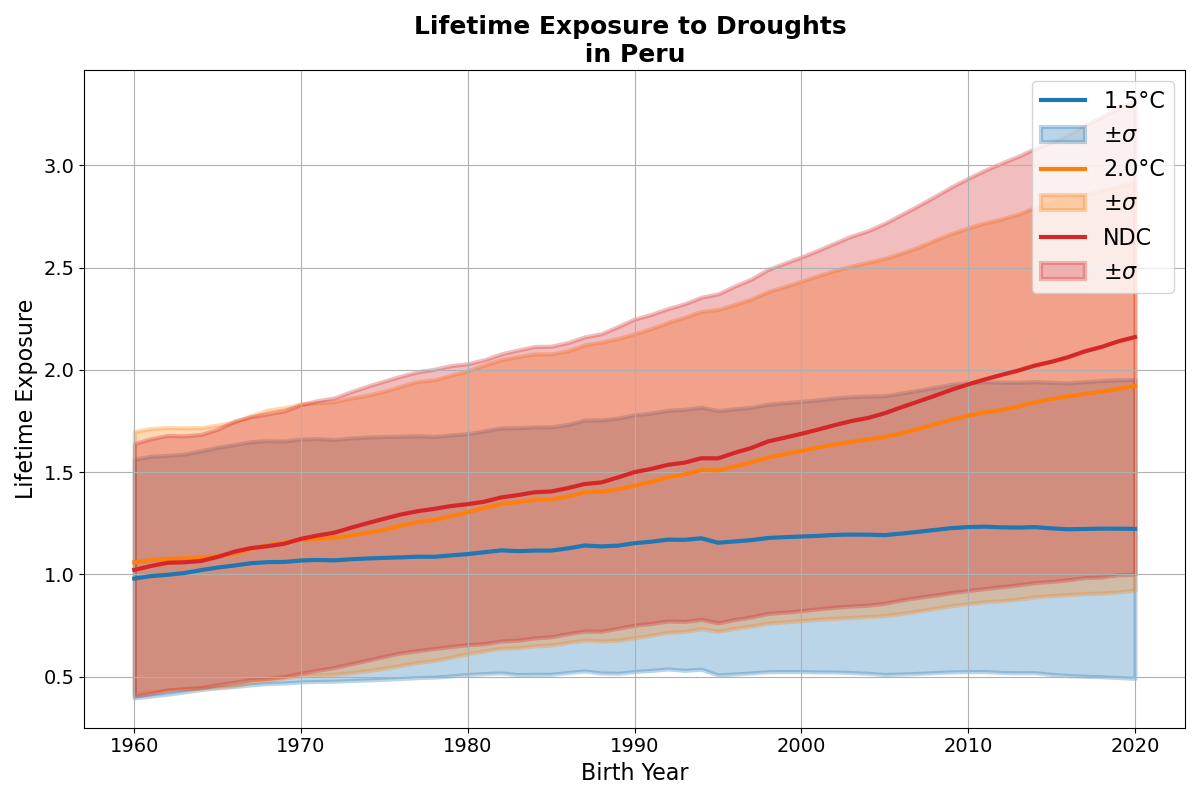 Lifetime Exposure to Droughts
in Peru
1.5°C
±σ
2.0°C
±σ
NDC
±σ
Lifetime Exposure
3.0
2.5
2.0
1.5
1.0
0.5
1960 1970 1980 1990 2000 2010 2020
Birth Year